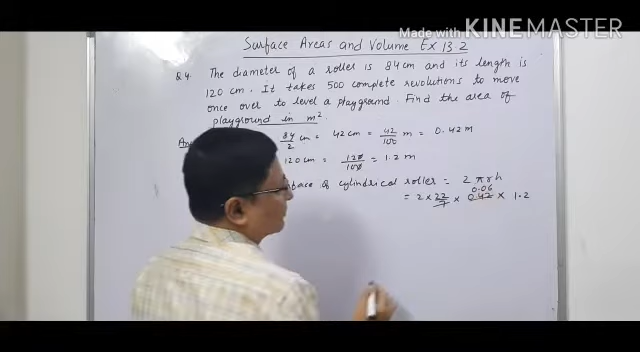 Made with KINEMASTER
Surface Areas and Volume Ex 13.2
Q4. The diameter of a roller is 84 cm and its length is
120 cm. It takes 500 complete revolutions to move
once over to level a playground. Find the area of
playground in m².
Ans 84/2 cm = 42 cm = 42/100 m = 0.42 m
120 cm = 120/100 = 1.2 m
of cylindrical roller = 2πrh
0.06
= 2 × 22/7 × 0.42 × 1.2